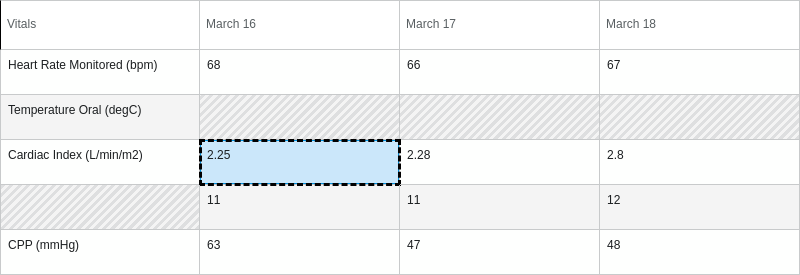 Vitals March 16 March 17 March 18
Heart Rate Monitored (bpm) 68 66 67
Temperature Oral (degC)
Cardiac Index (L/min/m2) 2.25 2.28 2.8
11 11 12
CPP (mmHg) 63 47 48